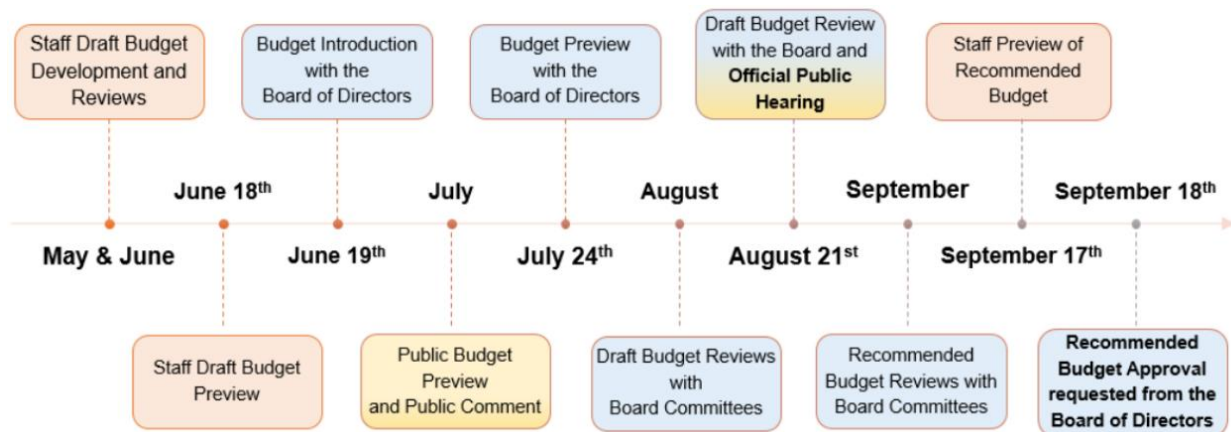 Staff Draft Budget
Development and
Reviews
Budget Introduction
with the
Board of Directors
Budget Preview
with the
Board of Directors
Draft Budget Review
with the Board and
Official Public
Hearing
Staff Preview of
Recommended
Budget
June 18th
July
August
September
September 18th
May & June
June 19th
July 24th
August 21st
September 17th
Staff Draft Budget
Preview
Public Budget
Preview
and Public Comment
Draft Budget Reviews
with
Board Committees
Recommended
Budget Reviews with
Board Committees
Recommended
Budget Approval
requested from the
Board of Directors